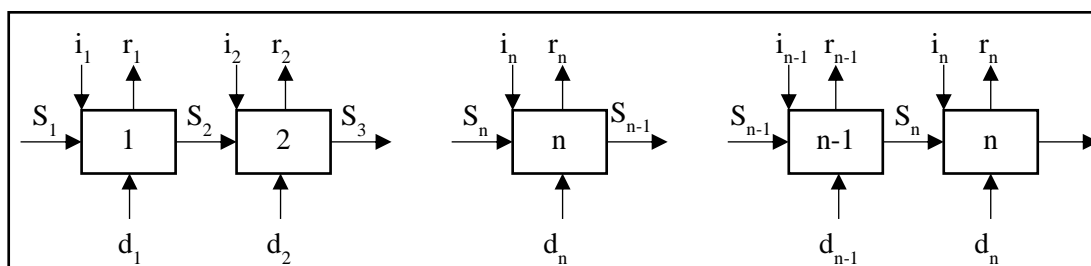 i₁ r₁ i₂ r₂ iₙ rₙ iₙ₋₁ rₙ₋₁ iₙ rₙ
S₁ S₂ S₃ Sₙ Sₙ₋₁ Sₙ₋₁ Sₙ
1 2 n n-1 n
d₁ d₂ dₙ dₙ₋₁ dₙ